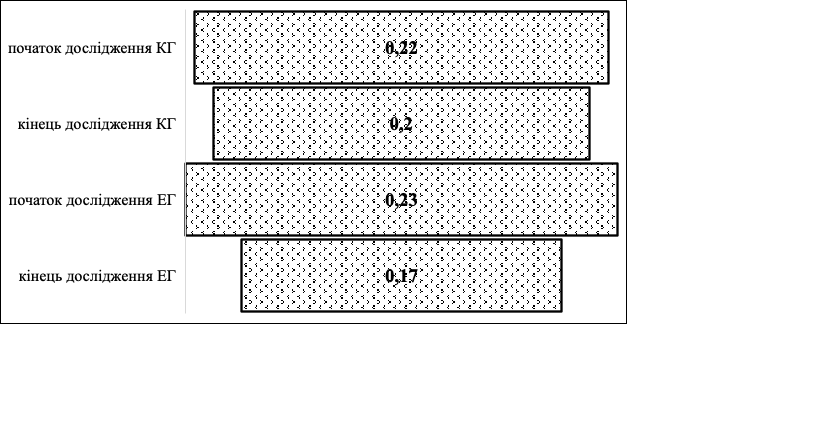 початок дослідження КГ 0,22
кінець дослідження КГ 0,2
початок дослідження ЕГ 0,23
кінець дослідження ЕГ 0,17